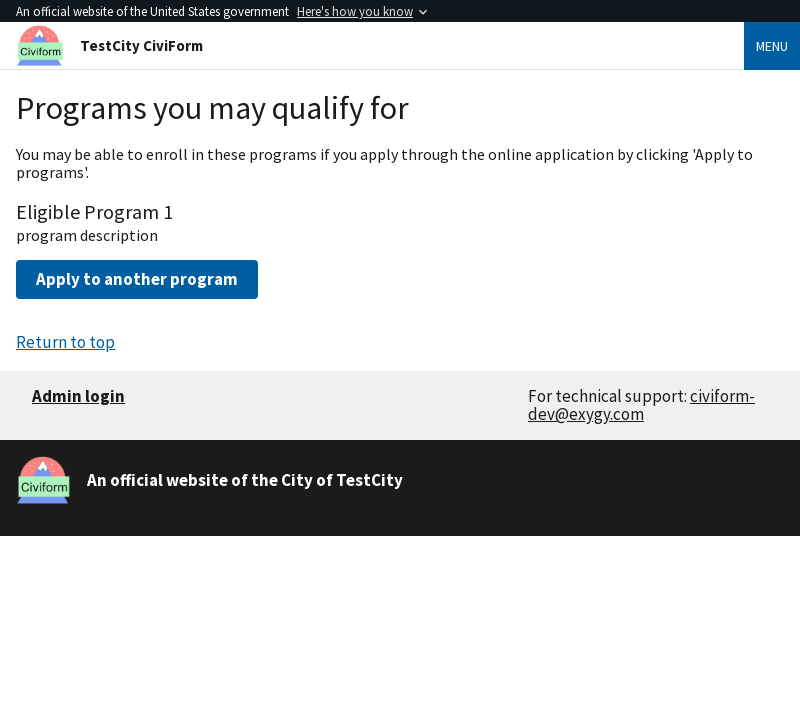 An official website of the United States government Here's how you know
Civiform
TestCity CiviForm
MENU
Programs you may qualify for
You may be able to enroll in these programs if you apply through the online application by clicking 'Apply to
programs'.
Eligible Program 1
program description
Apply to another program
Return to top
Admin login
For technical support: civiform-
dev@exygy.com
Civiform
An official website of the City of TestCity